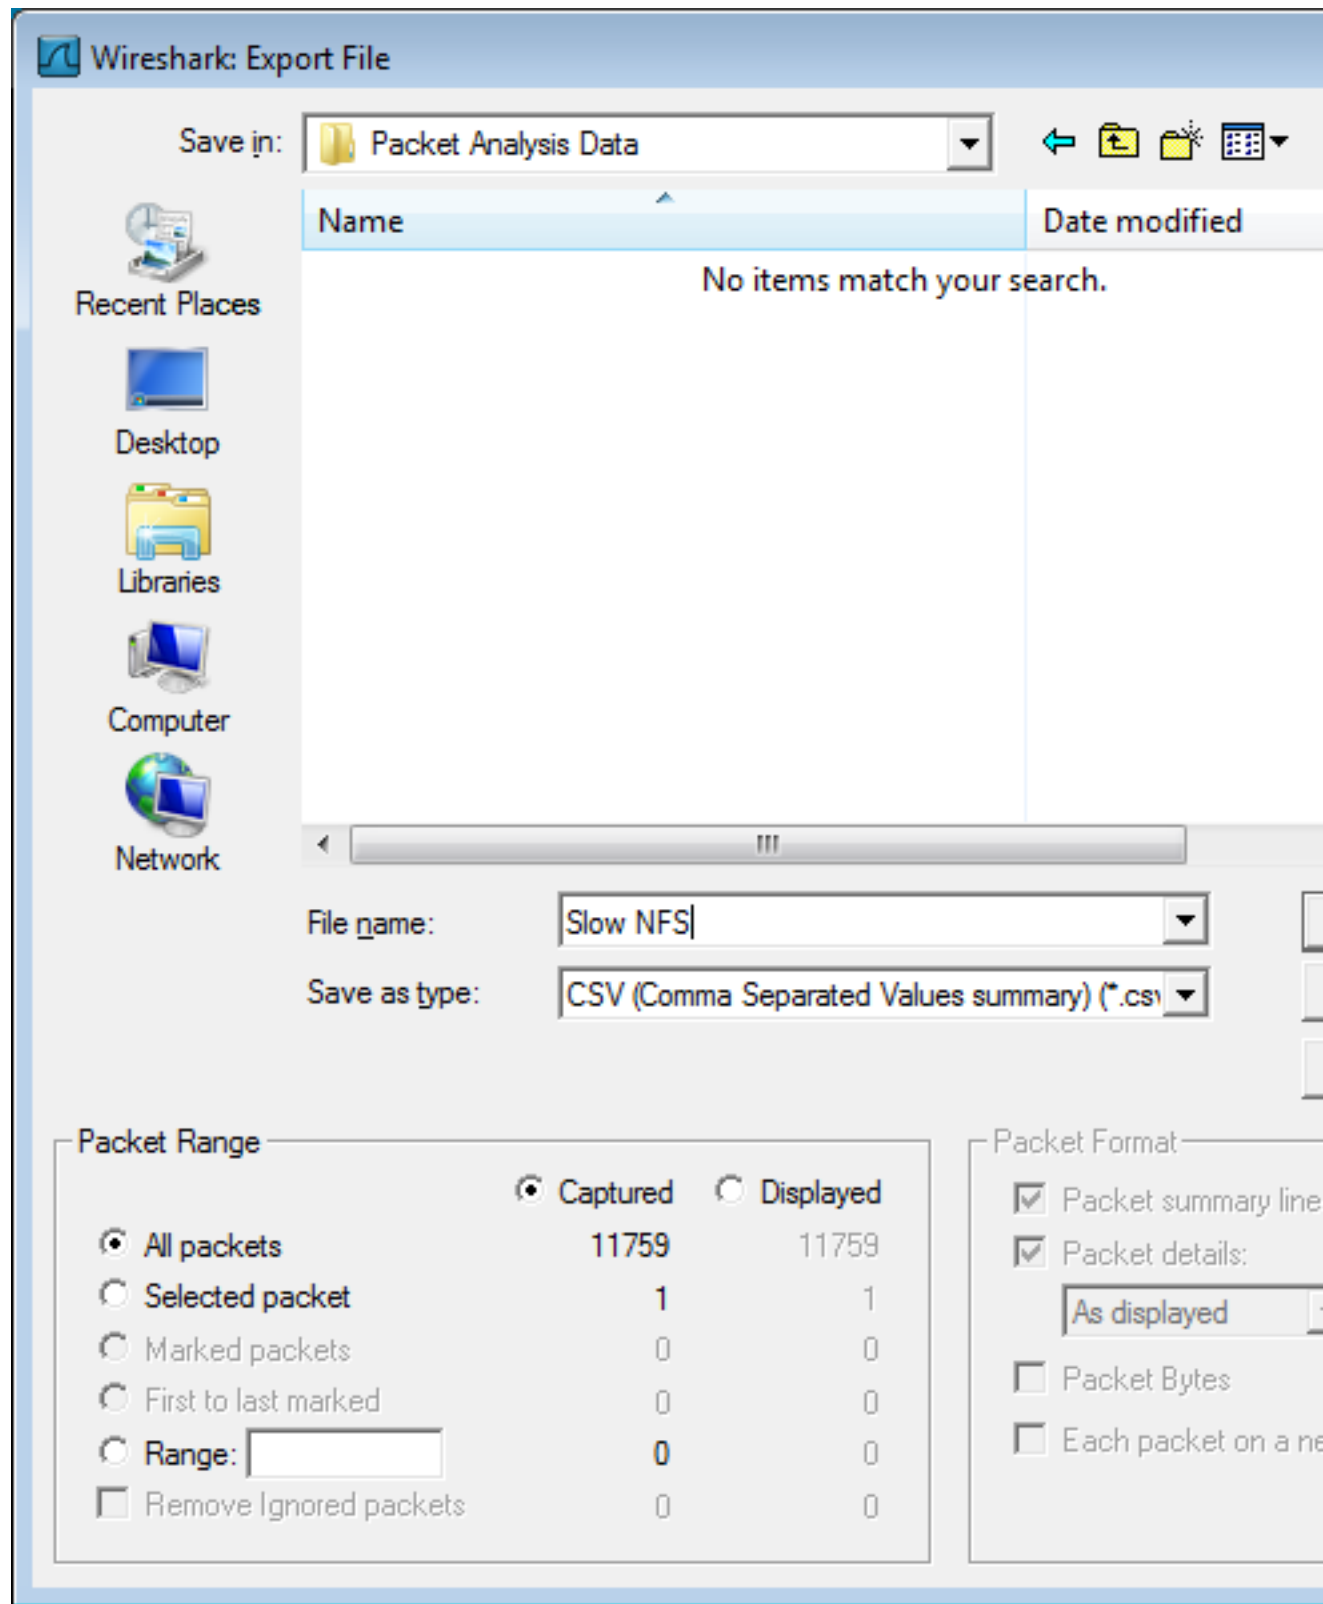 Wireshark: Export File
Save in:
Packet Analysis Data
Name
Date modified
No items match your search.
Recent Places
Desktop
Libraries
Computer
Network
File name:
Slow NFS
Save as type:
CSV (Comma Separated Values summary) (*.csv
Packet Range
Captured Displayed
All packets 11759 11759
Selected packet 1 1
Marked packets 0 0
First to last marked 0 0
Range: 0 0
Remove Ignored packets 0 0
Packet Format
Packet summary line
Packet details:
As displayed
Packet Bytes
Each packet on a ne